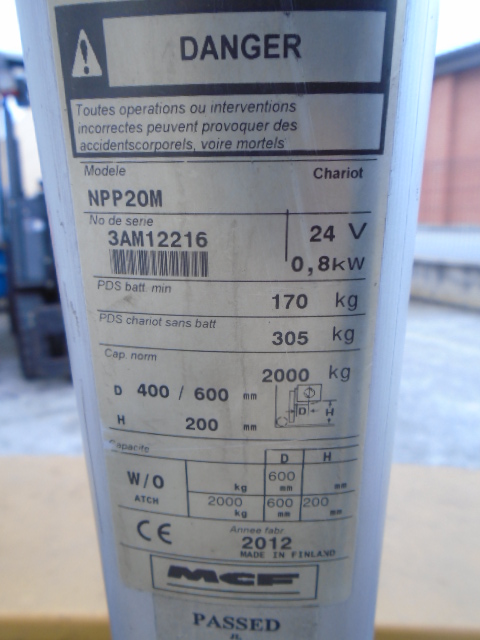 DANGER
Toutes operations ou interventions
incorrectes peuvent provoquer des
accidentscorporels, voire mortels
Modele Chariot
NPP20M
No de serie
3AM12216 24 V
0,8kW
PDS batt. min
170 kg
PDS chariot sans batt
305 kg
Cap. norm
2000 kg
D 400 / 600 mm
D H
H 200 mm
Capacite
D H
W/O kg 600 mm mm
ATCH 2000 kg 600 mm 200 mm
CE
Annee fabr.
2012
MADE IN FINLAND
MCF
PASSED